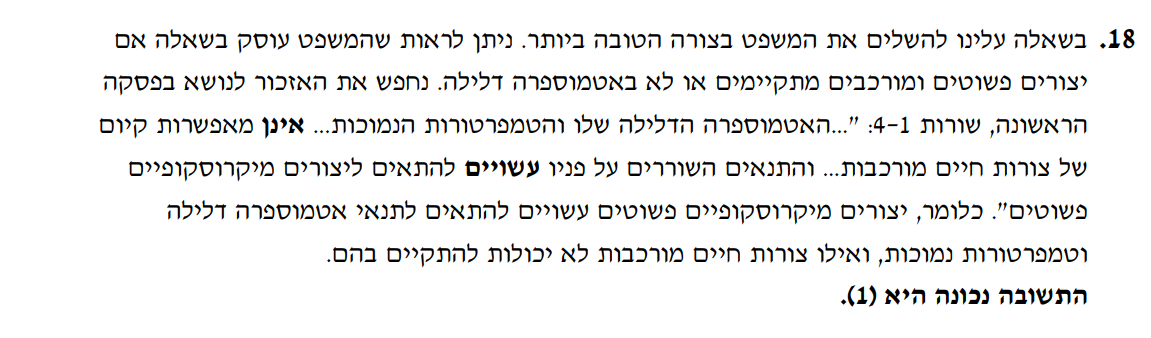 18. בשאלה עלינו להשלים את המשפט בצורה הטובה ביותר. ניתן לראות שהמשפט עוסק בשאלה אם
יצורים פשוטים ומורכבים מתקיימים או לא באטמוספרה דלילה. נחפש את האזכור לנושא בפסקה
הראשונה, שורות 4-1: "...האטמוספרה הדלילה שלו והטמפרטורות הנמוכות... אינן מאפשרות קיום
של צורות חיים מורכבות... והתנאים השוררים על פניו עשויים להתאים ליצורים מיקרוסקופיים
פשוטים". כלומר, יצורים מיקרוסקופיים פשוטים עשויים להתאים לתנאי אטמוספרה דלילה
וטמפרטורות נמוכות, ואילו צורות חיים מורכבות לא יכולות להתקיים בהם.
התשובה נכונה היא (1).